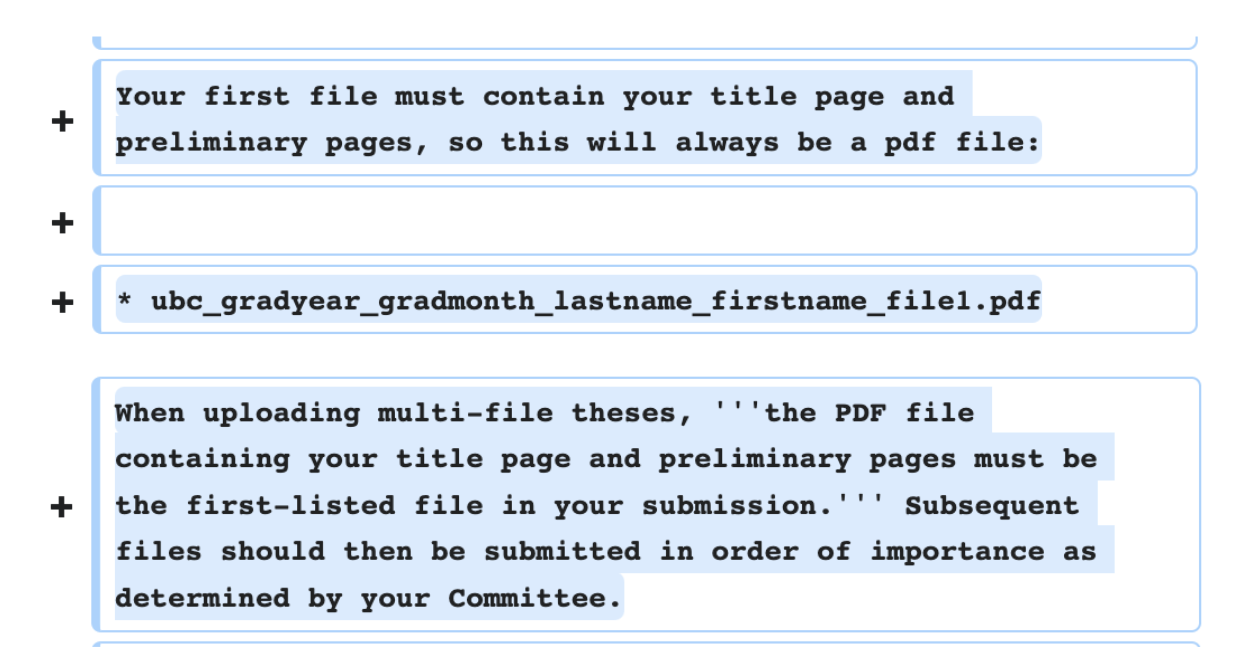 +
Your first file must contain your title page and
preliminary pages, so this will always be a pdf file:
+
+
* ubc_gradyear_gradmonth_lastname_firstname_file1.pdf
+
When uploading multi-file theses, '''the PDF file
containing your title page and preliminary pages must be
the first-listed file in your submission.''' Subsequent
files should then be submitted in order of importance as
determined by your Committee.